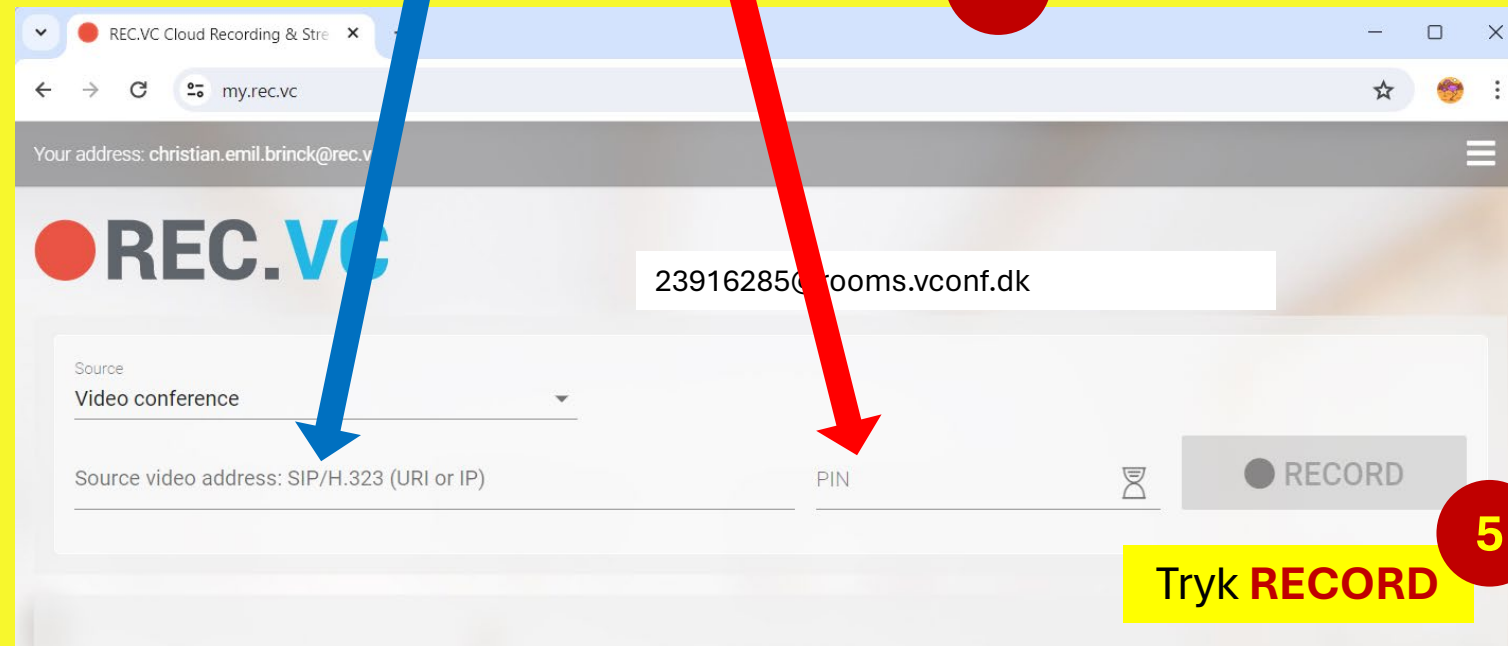 REC.VC Cloud Recording & Stre
my.rec.vc
Your address: christian.emil.brinck@rec.v
REC.VC
23916285@rooms.vconf.dk
Source
Video conference
Source video address: SIP/H.323 (URI or IP)
PIN
RECORD
5
Tryk RECORD